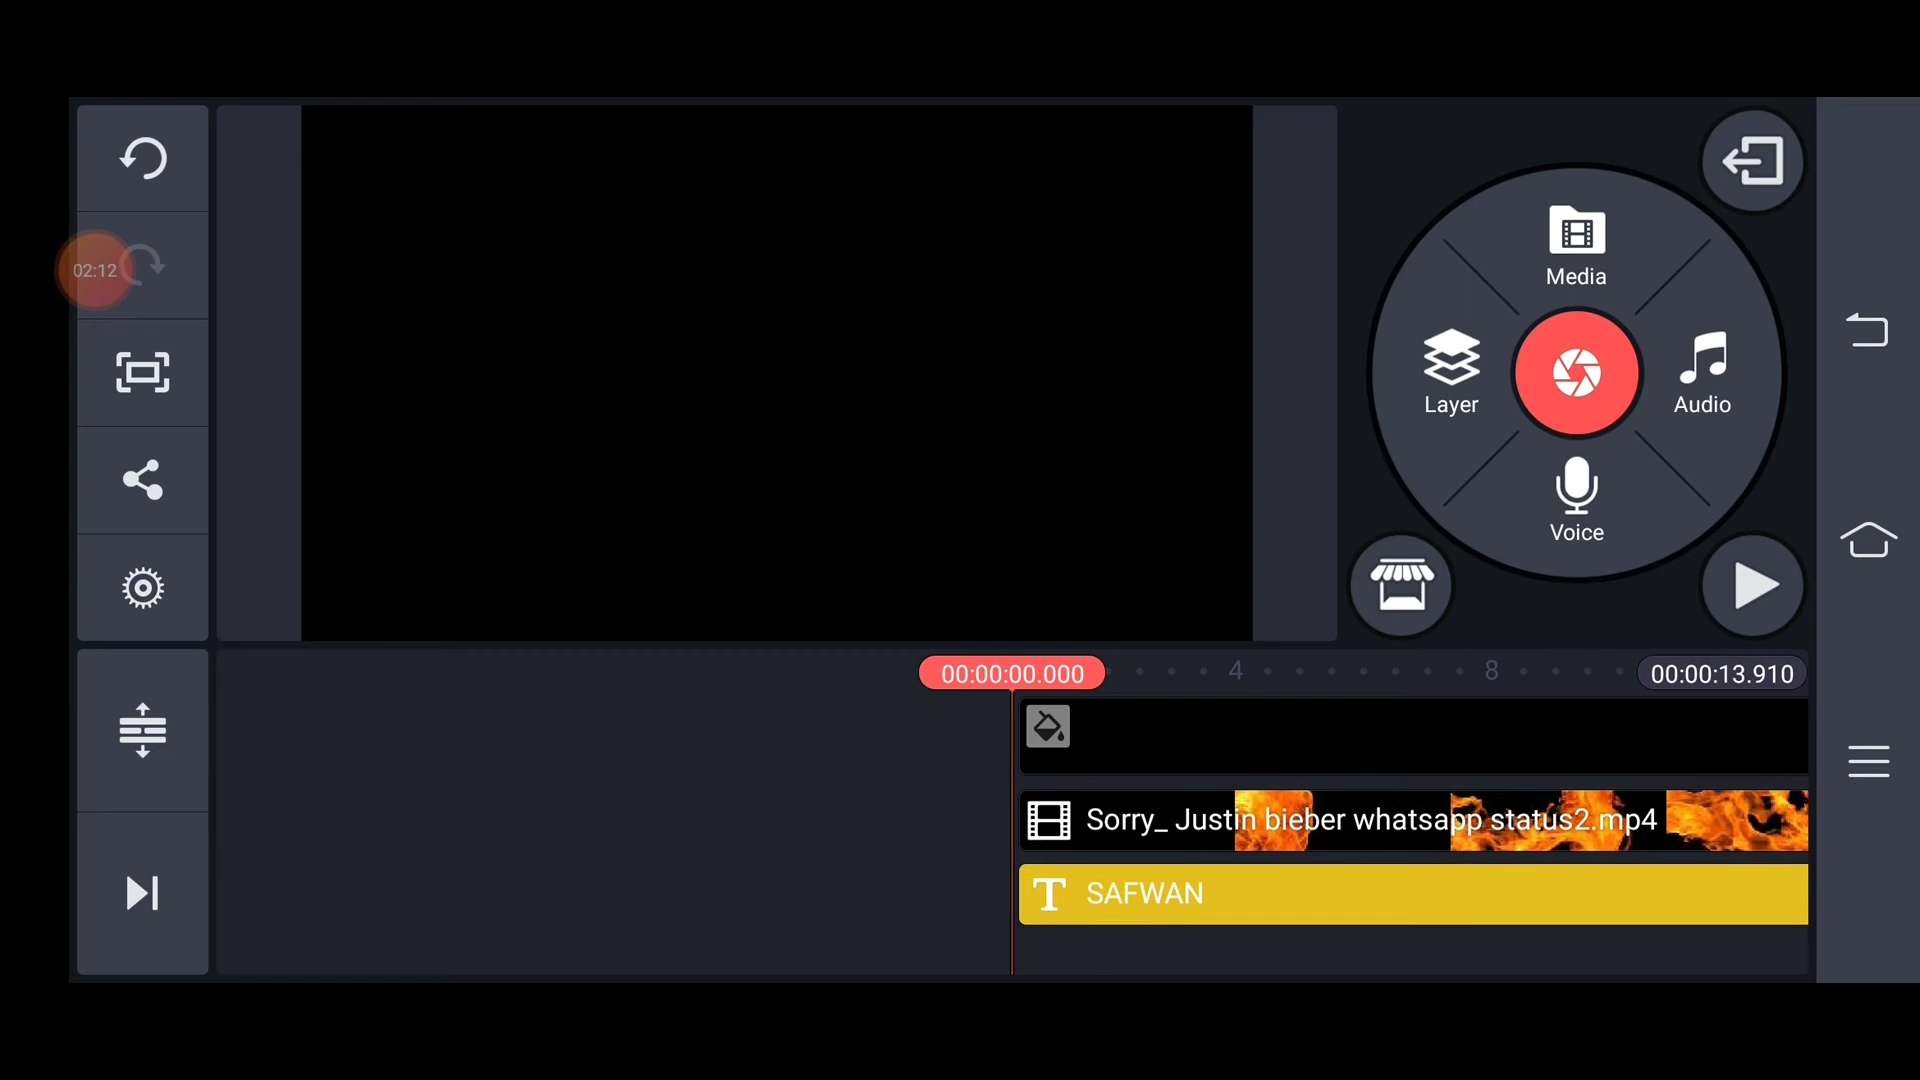 02:12
Media
Layer
Audio
Voice
00:00:00.000
4
8
00:00:13.910
Sorry_ Justin bieber whatsapp status2.mp4
T SAFWAN